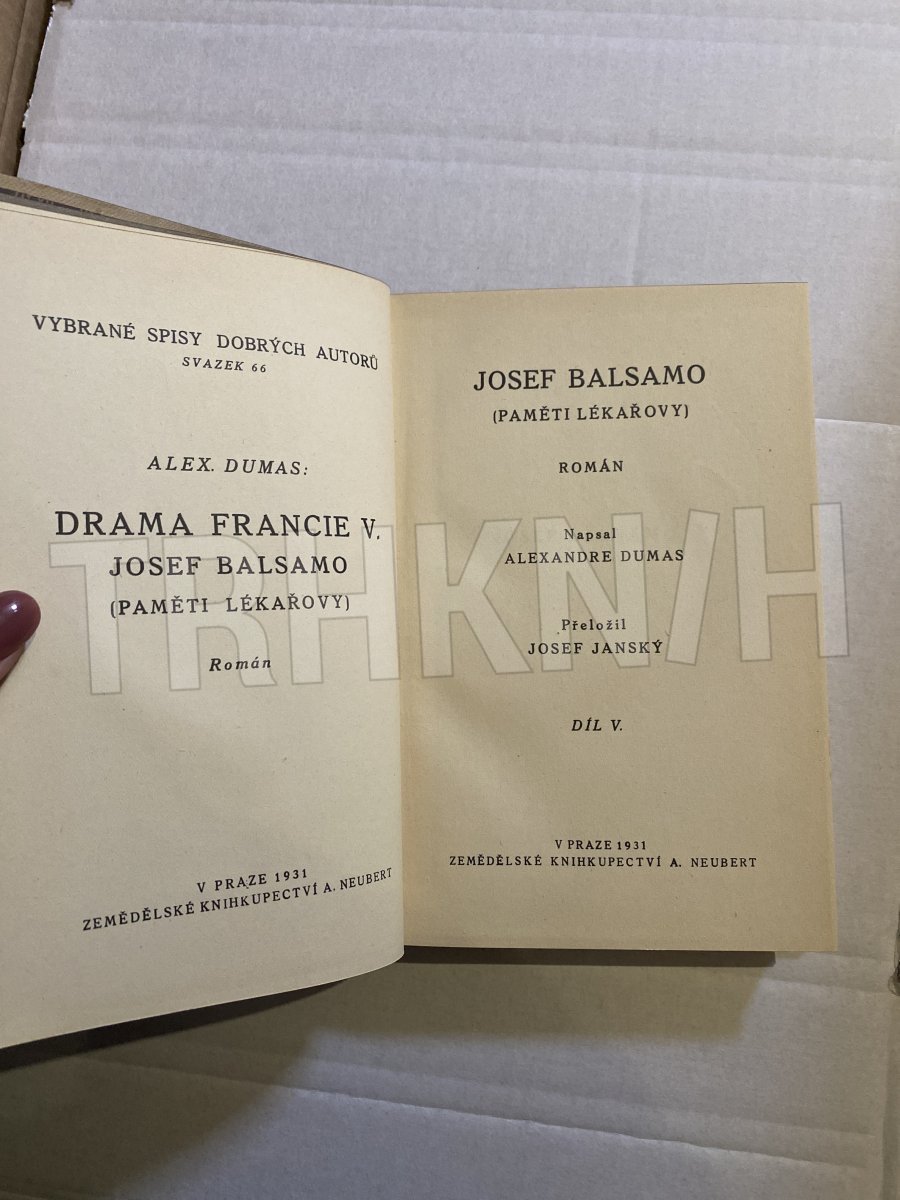 VYBRANÉ SPISY DOBRÝCH AUTORŮ
SVAZEK 66
ALEX. DUMAS:
DRAMA FRANCIE V.
JOSEF BALSAMO
(PAMĚTI LÉKAŘOVY)
Román
V PRAZE 1931
ZEMĚDĚLSKÉ KNIHKUPECTVÍ A. NEUBERT
JOSEF BALSAMO
(PAMĚTI LÉKAŘOVY)
ROMÁN
Napsal
ALEXANDRE DUMAS
Přeložil
JOSEF JANSKÝ
DÍL V.
V PRAZE 1931
ZEMĚDĚLSKÉ KNIHKUPECTVÍ A. NEUBERT
TRHKN/H